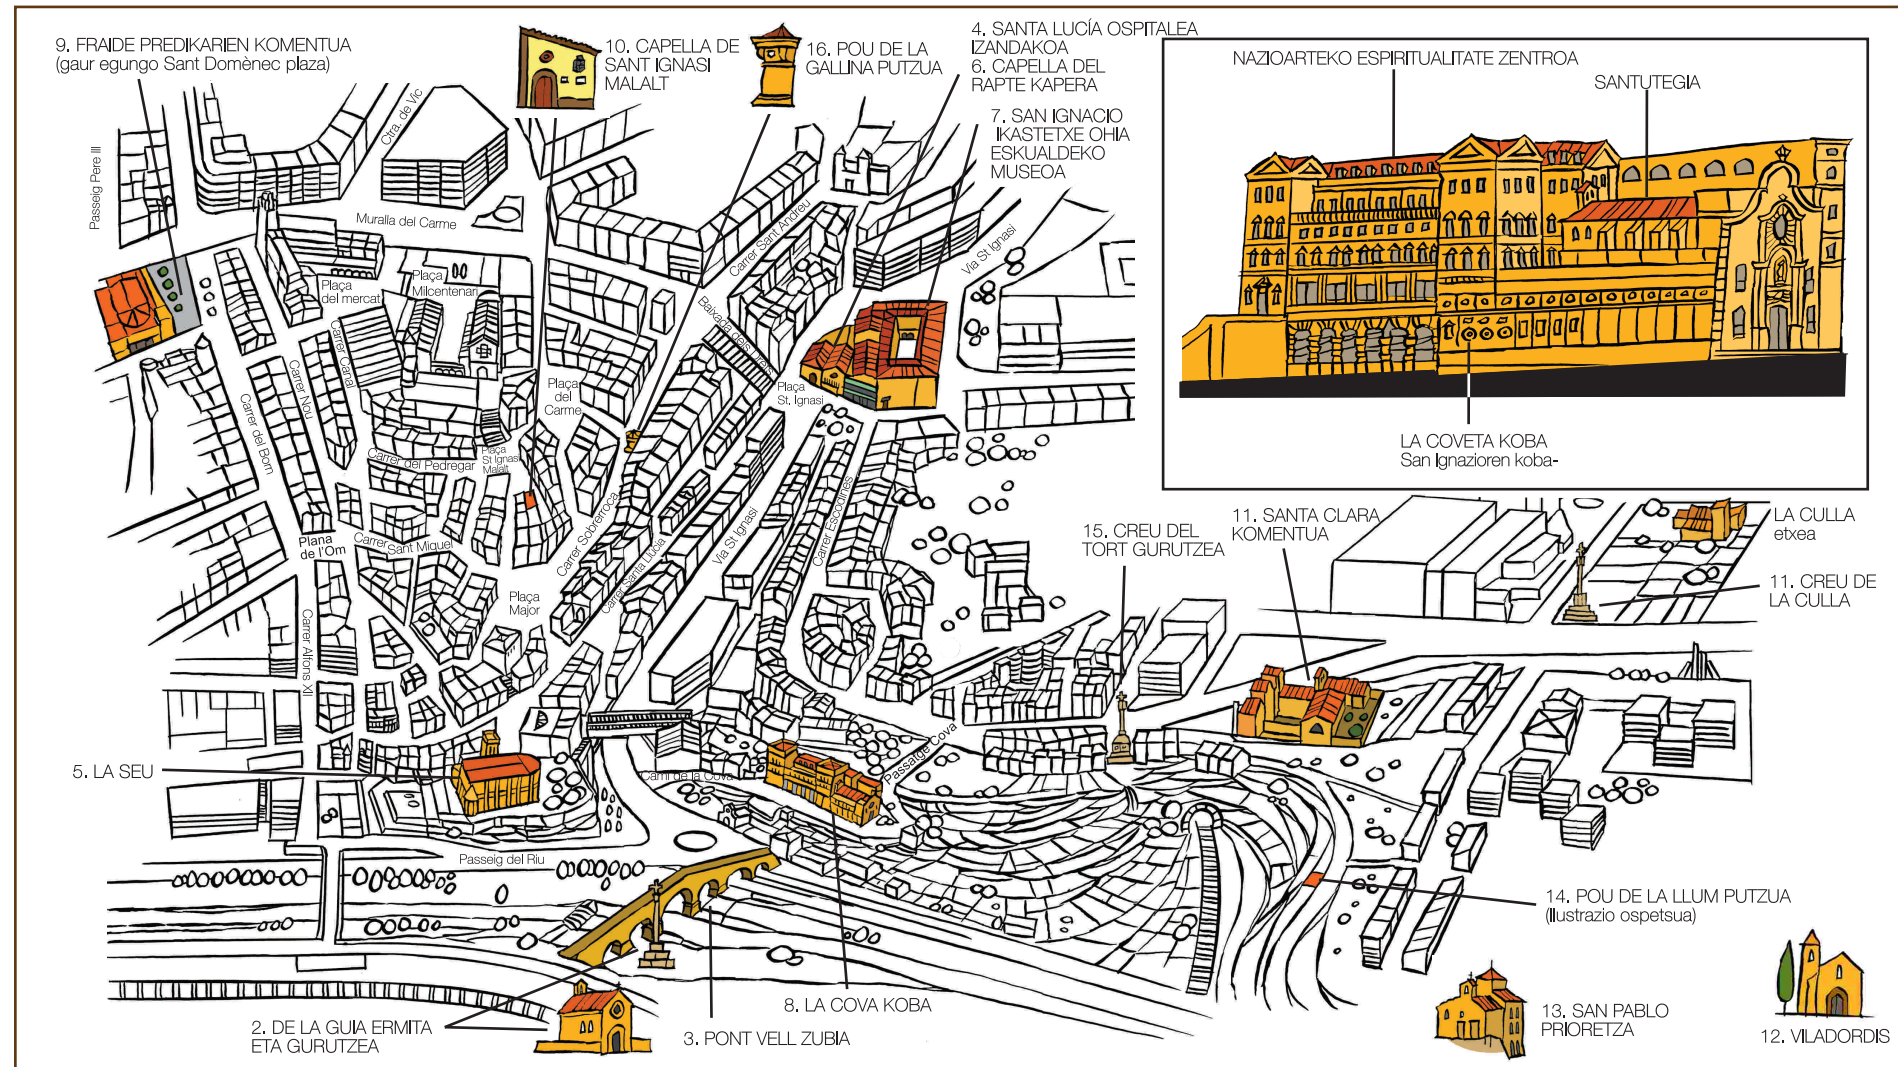 9. FRAIDE PREDIKARIEN KOMENTUA
(gaur egungo Sant Domènec plaza)
10. CAPELLA DE
SANT IGNASI
MALALT
16. POU DE LA
GALLINA PUTZUA
4. SANTA LUCÍA OSPITALEA
IZANDAKOA
6. CAPELLA DEL
RAPTE KAPERA
7. SAN IGNACIO
IKASTETXE OHIA
ESKUALDEKO
MUSEOA
NAZIOARTEKO ESPIRITUALITATE ZENTROA
SANTUTEGIA
LA COVETA KOBA
San Ignazioren koba-
Passeig Pere III
Ctra. de Vic
Muralla del Carme
Plaça
del mercat
Plaça
Milcentenari
Carrer Sant Andreu
Via St Ignasi
Baixada dels Drets
Plaça
St. Ignasi
Plaça
del
Carme
Carrer Canal
Carrer Nou
Carrer del Born
Carrer del Pedregar
Plaça
St Ignasi
Malalt
Plana
de l'Om
Carrer Sant Miquel
Carrer Sobrerroca
Carrer Santa Llúcia
Via St Ignasi
Carrer Escodines
Plaça
Major
Carrer Alfons XII
15. CREU DEL
TORT GURUTZEA
11. SANTA CLARA
KOMENTUA
LA CULLA
etxea
11. CREU DE
LA CULLA
5. LA SEU
Camí de la Cova
Passatge Cova
Passeig del Riu
14. POU DE LA LLUM PUTZUA
(Ilustrazio ospetsua)
2. DE LA GUIA ERMITA
ETA GURUTZEA
3. PONT VELL ZUBIA
8. LA COVA KOBA
13. SAN PABLO
PRIORETZA
12. VILADORDIS